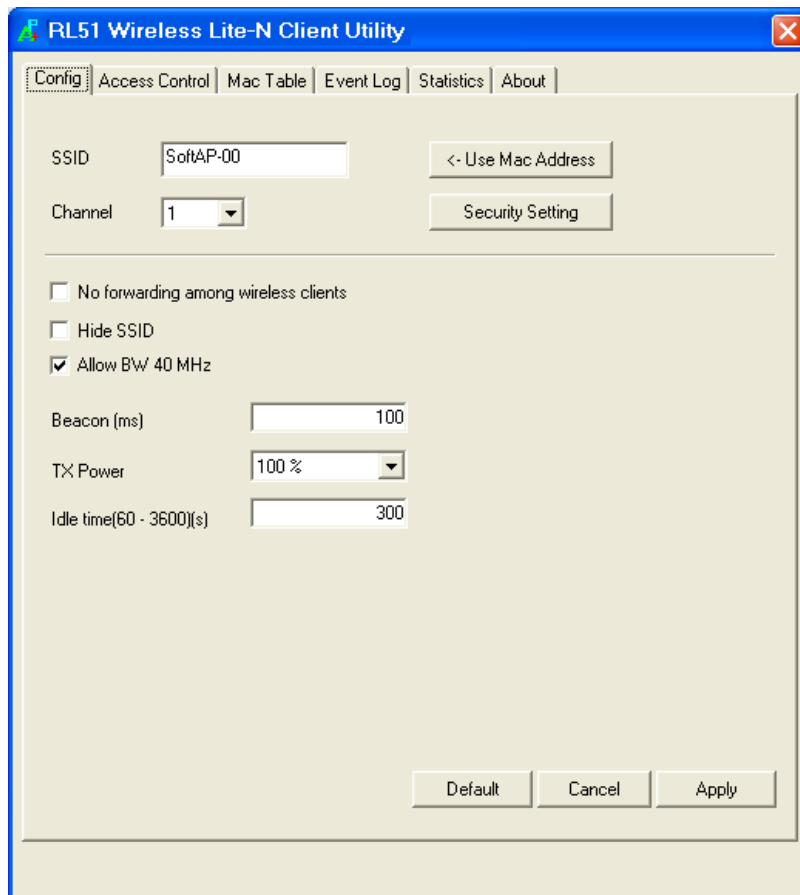 RL51 Wireless Lite-N Client Utility
Config Access Control Mac Table Event Log Statistics About
SSID SoftAP-00 <- Use Mac Address
Channel 1 Security Setting
No forwarding among wireless clients
Hide SSID
Allow BW 40 MHz
Beacon (ms) 100
TX Power 100 %
Idle time(60 - 3600)(s) 300
Default Cancel Apply